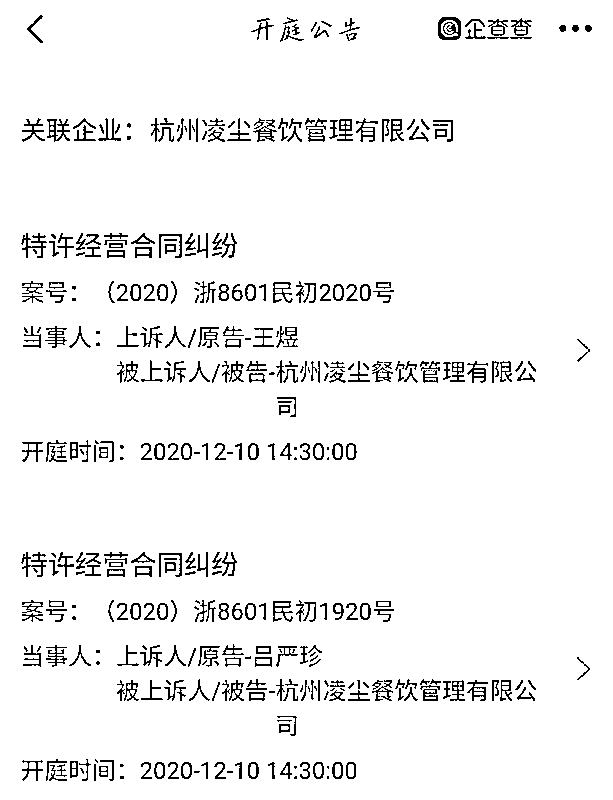 开庭公告 企查查
关联企业：杭州凌尘餐饮管理有限公司
特许经营合同纠纷
案号：（2020）浙8601民初2020号
当事人：上诉人/原告-王煜
被上诉人/被告-杭州凌尘餐饮管理有限公
司
开庭时间：2020-12-10 14:30:00
特许经营合同纠纷
案号：（2020）浙8601民初1920号
当事人：上诉人/原告-吕严珍
被上诉人/被告-杭州凌尘餐饮管理有限公
司
开庭时间：2020-12-10 14:30:00